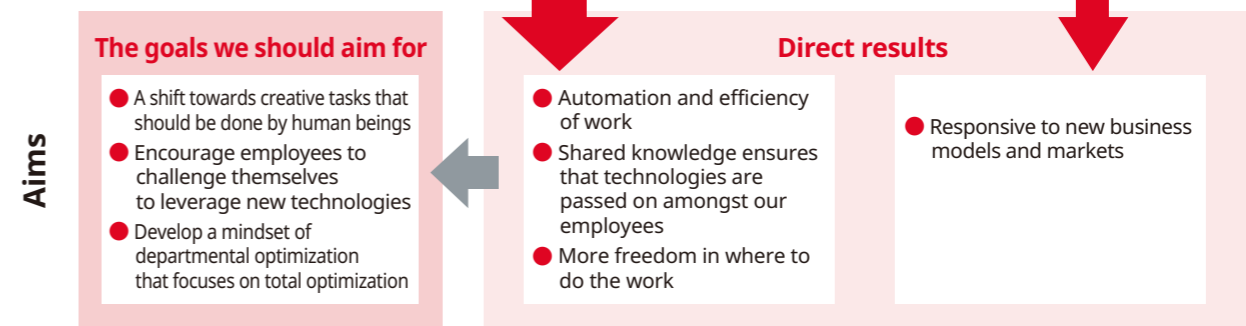 Aims
The goals we should aim for
● A shift towards creative tasks that
should be done by human beings
● Encourage employees to
challenge themselves
to leverage new technologies
● Develop a mindset of
departmental optimization
that focuses on total optimization
Direct results
● Automation and efficiency
of work
● Shared knowledge ensures
that technologies are
passed on amongst our
employees
● More freedom in where to
do the work
● Responsive to new business
models and markets